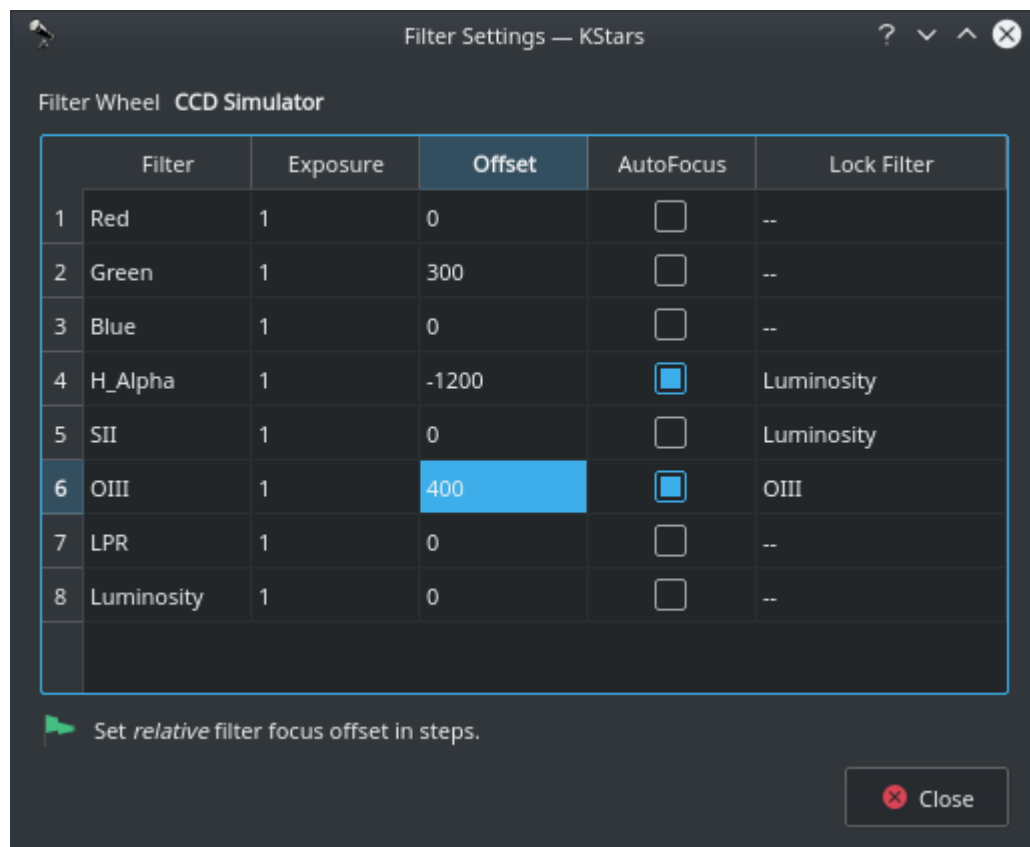 Filter Settings — KStars
Filter Wheel CCD Simulator
Filter Exposure Offset AutoFocus Lock Filter
1 Red 1 0 --
2 Green 1 300 --
3 Blue 1 0 --
4 H_Alpha 1 -1200 Luminosity
5 SII 1 0 Luminosity
6 OIII 1 400 OIII
7 LPR 1 0 --
8 Luminosity 1 0 --
Set relative filter focus offset in steps.
Close